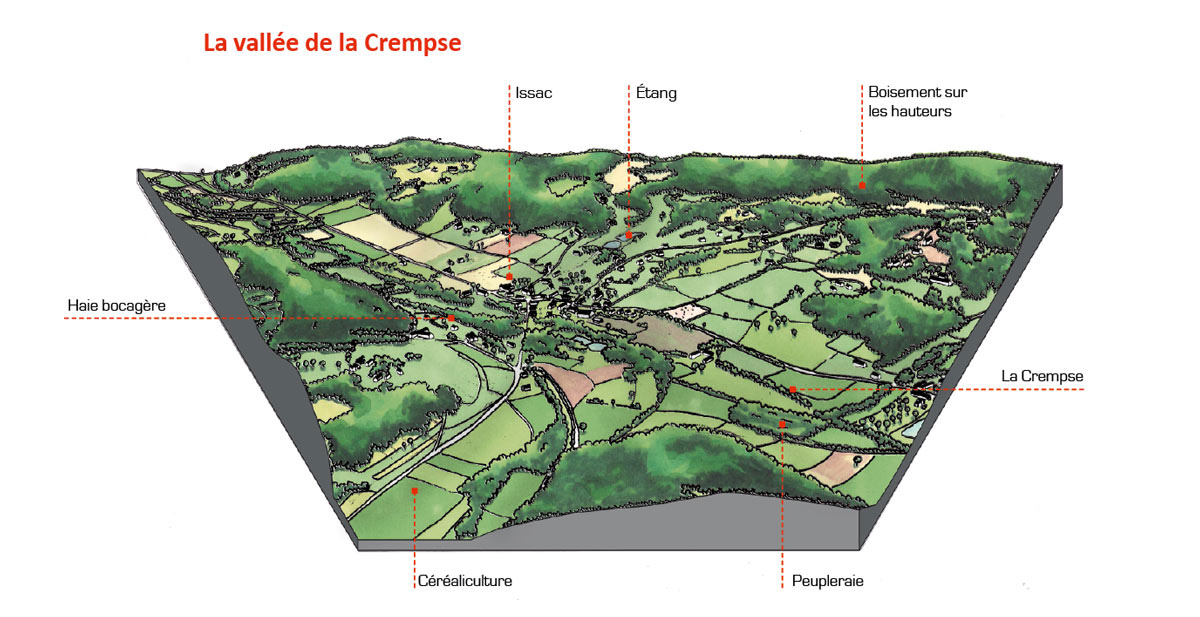 La vallée de la Crempse
Issac
Étang
Boisement sur
les hauteurs
Haie bocagère
La Crempse
Céréaliculture
Peupleraie